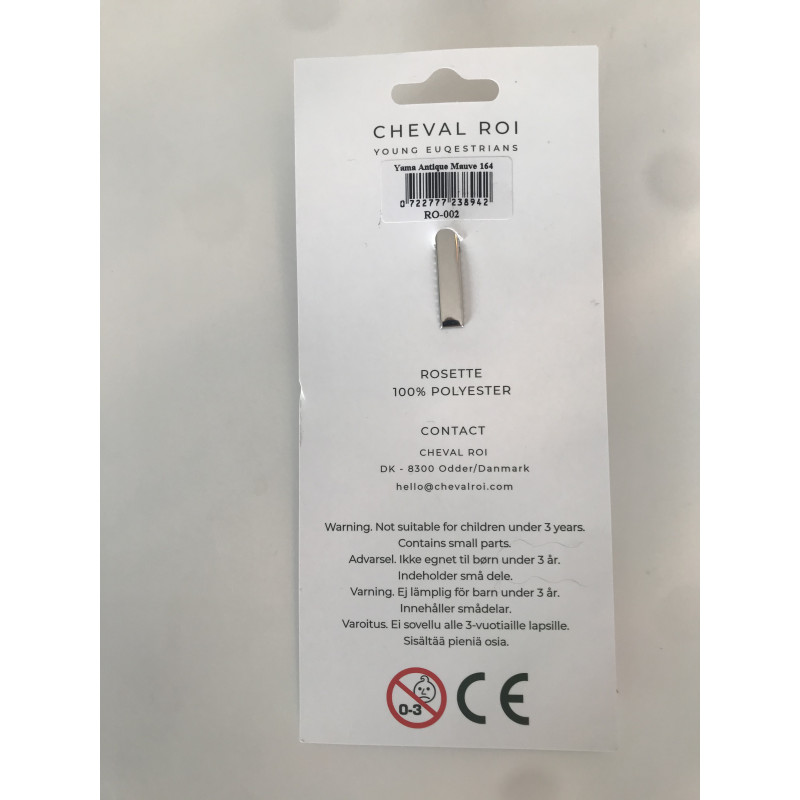 CHEVAL ROI
YOUNG EUQESTRIANS
Yama Antique Mauve 164
0 722777 238942
RO-002
ROSETTE
100% POLYESTER
CONTACT
CHEVAL ROI
DK - 8300 Odder/Danmark
hello@chevalroi.com
Warning. Not suitable for children under 3 years.
Contains small parts.
Advarsel. Ikke egnet til børn under 3 år.
Indeholder små dele.
Varning. Ej lämplig för barn under 3 år.
Innehåller smådelar.
Varoitus. Ei sovellu alle 3-vuotiaille lapsille.
Sisältää pieniä osia.
0-3 CE